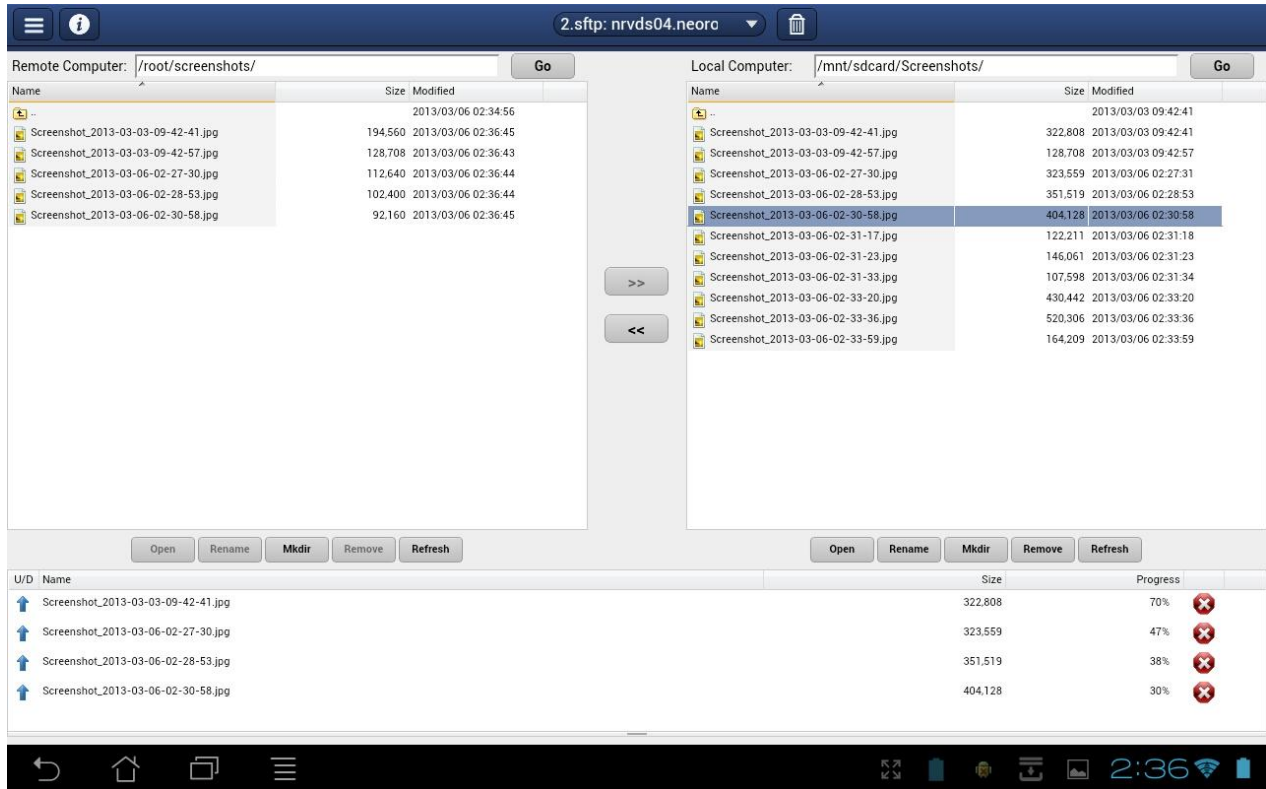 2.sftp: nrvds04.neoro
Remote Computer: /root/screenshots/ Go
Name Size Modified
.. 2013/03/06 02:34:56
Screenshot_2013-03-03-09-42-41.jpg 194,560 2013/03/06 02:36:45
Screenshot_2013-03-03-09-42-57.jpg 128,708 2013/03/06 02:36:43
Screenshot_2013-03-06-02-27-30.jpg 112,640 2013/03/06 02:36:44
Screenshot_2013-03-06-02-28-53.jpg 102,400 2013/03/06 02:36:44
Screenshot_2013-03-06-02-30-58.jpg 92,160 2013/03/06 02:36:45
>>
<<
Local Computer: /mnt/sdcard/Screenshots/ Go
Name Size Modified
.. 2013/03/03 09:42:41
Screenshot_2013-03-03-09-42-41.jpg 322,808 2013/03/03 09:42:41
Screenshot_2013-03-03-09-42-57.jpg 128,708 2013/03/03 09:42:57
Screenshot_2013-03-06-02-27-30.jpg 323,559 2013/03/06 02:27:31
Screenshot_2013-03-06-02-28-53.jpg 351,519 2013/03/06 02:28:53
Screenshot_2013-03-06-02-30-58.jpg 404,128 2013/03/06 02:30:58
Screenshot_2013-03-06-02-31-17.jpg 122,211 2013/03/06 02:31:18
Screenshot_2013-03-06-02-31-23.jpg 146,061 2013/03/06 02:31:23
Screenshot_2013-03-06-02-31-33.jpg 107,598 2013/03/06 02:31:34
Screenshot_2013-03-06-02-33-20.jpg 430,442 2013/03/06 02:33:20
Screenshot_2013-03-06-02-33-36.jpg 520,306 2013/03/06 02:33:36
Screenshot_2013-03-06-02-33-59.jpg 164,209 2013/03/06 02:33:59
Open Rename Mkdir Remove Refresh
Open Rename Mkdir Remove Refresh
U/D Name Size Progress
Screenshot_2013-03-03-09-42-41.jpg 322,808 70%
Screenshot_2013-03-06-02-27-30.jpg 323,559 47%
Screenshot_2013-03-06-02-28-53.jpg 351,519 38%
Screenshot_2013-03-06-02-30-58.jpg 404,128 30%
2:36